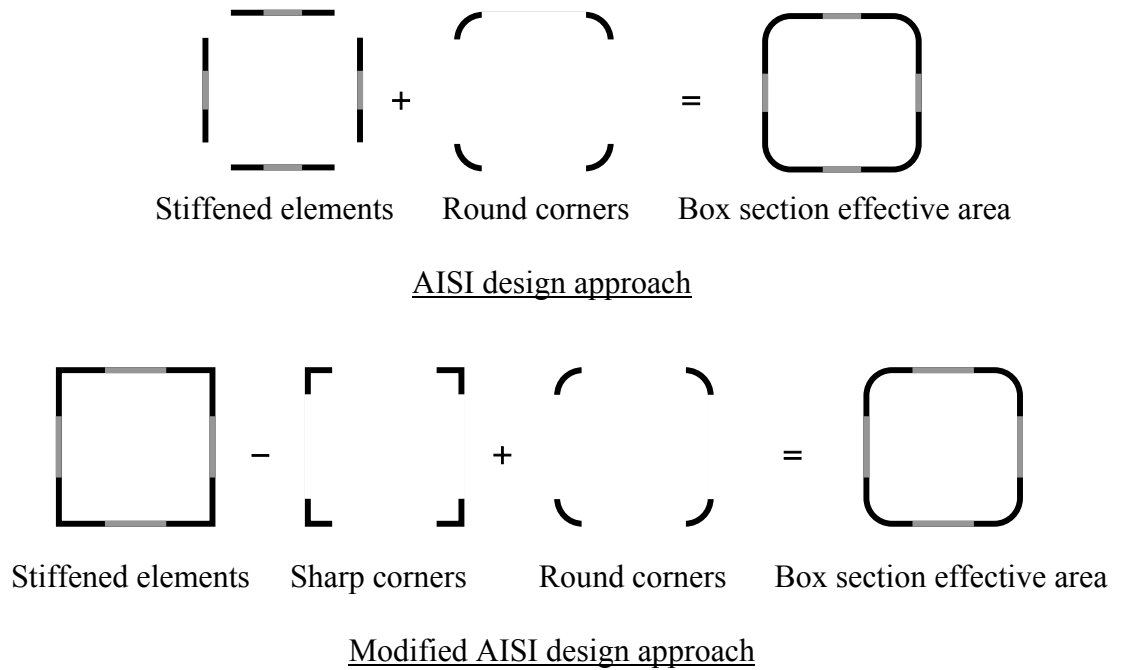 + =
Stiffened elements Round corners Box section effective area
AISI design approach
− + =
Stiffened elements Sharp corners Round corners Box section effective area
Modified AISI design approach